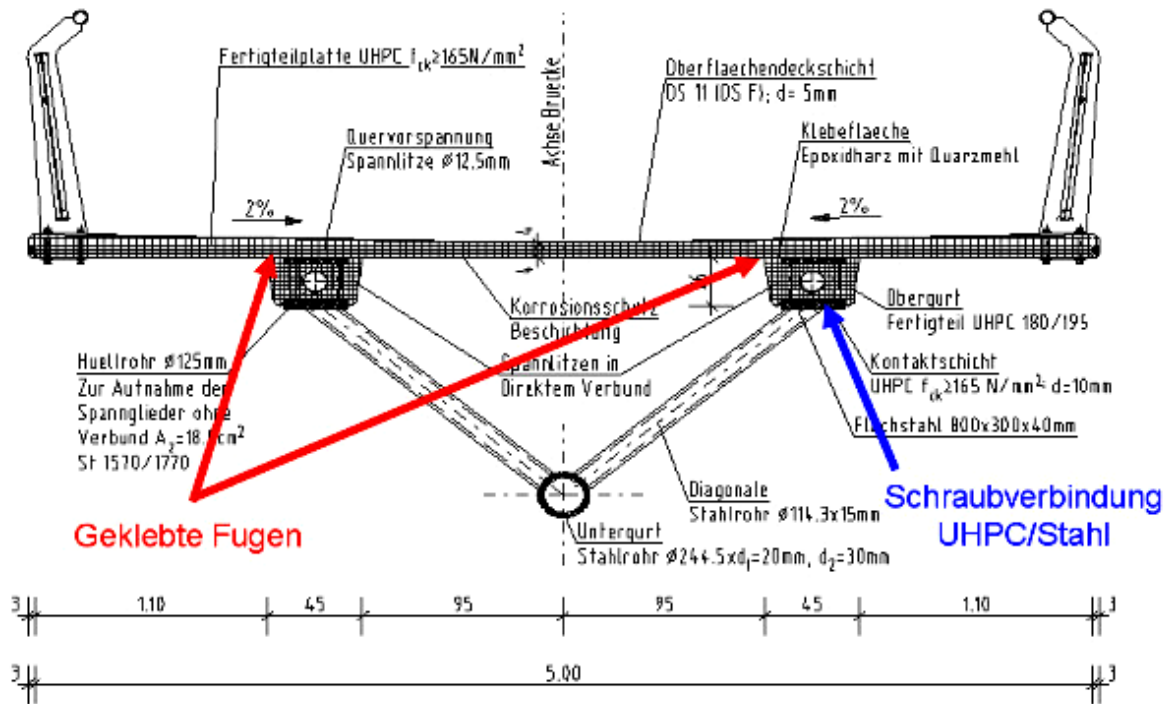 Fertigteilplatte UHPC f_ck≥165N/mm²
Oberflaechendeckschicht
OS 11 (OS F); d= 5mm
Achse Bruecke
Quervorspannung
Spannlitze ø12.5mm
Klebeflaeche
Epoxidharz mit Quarzmehl
2%
2%
Obergurt
Fertigteil UHPC 180/195
Korrosionsschutz
Beschichtung
Huellrohr ø125mm
Zur Aufnahme der
Spannglieder ohne
Verbund
St 1570/1770
Spannlitzen in
Direktem Verbund
Kontaktschicht
UHPC f_ck≥165 N/mm²; d=10mm
Flachstahl 800x300x40mm
Diagonale
Stahlrohr ø114.3x15mm
Geklebte Fugen
Schraubverbindung
UHPC/Stahl
Untergurt
Stahlrohr ø244.5xd₁=20mm, d₂=30mm
3 1.10 45 95 95 45 1.10 3
3 5.00 3